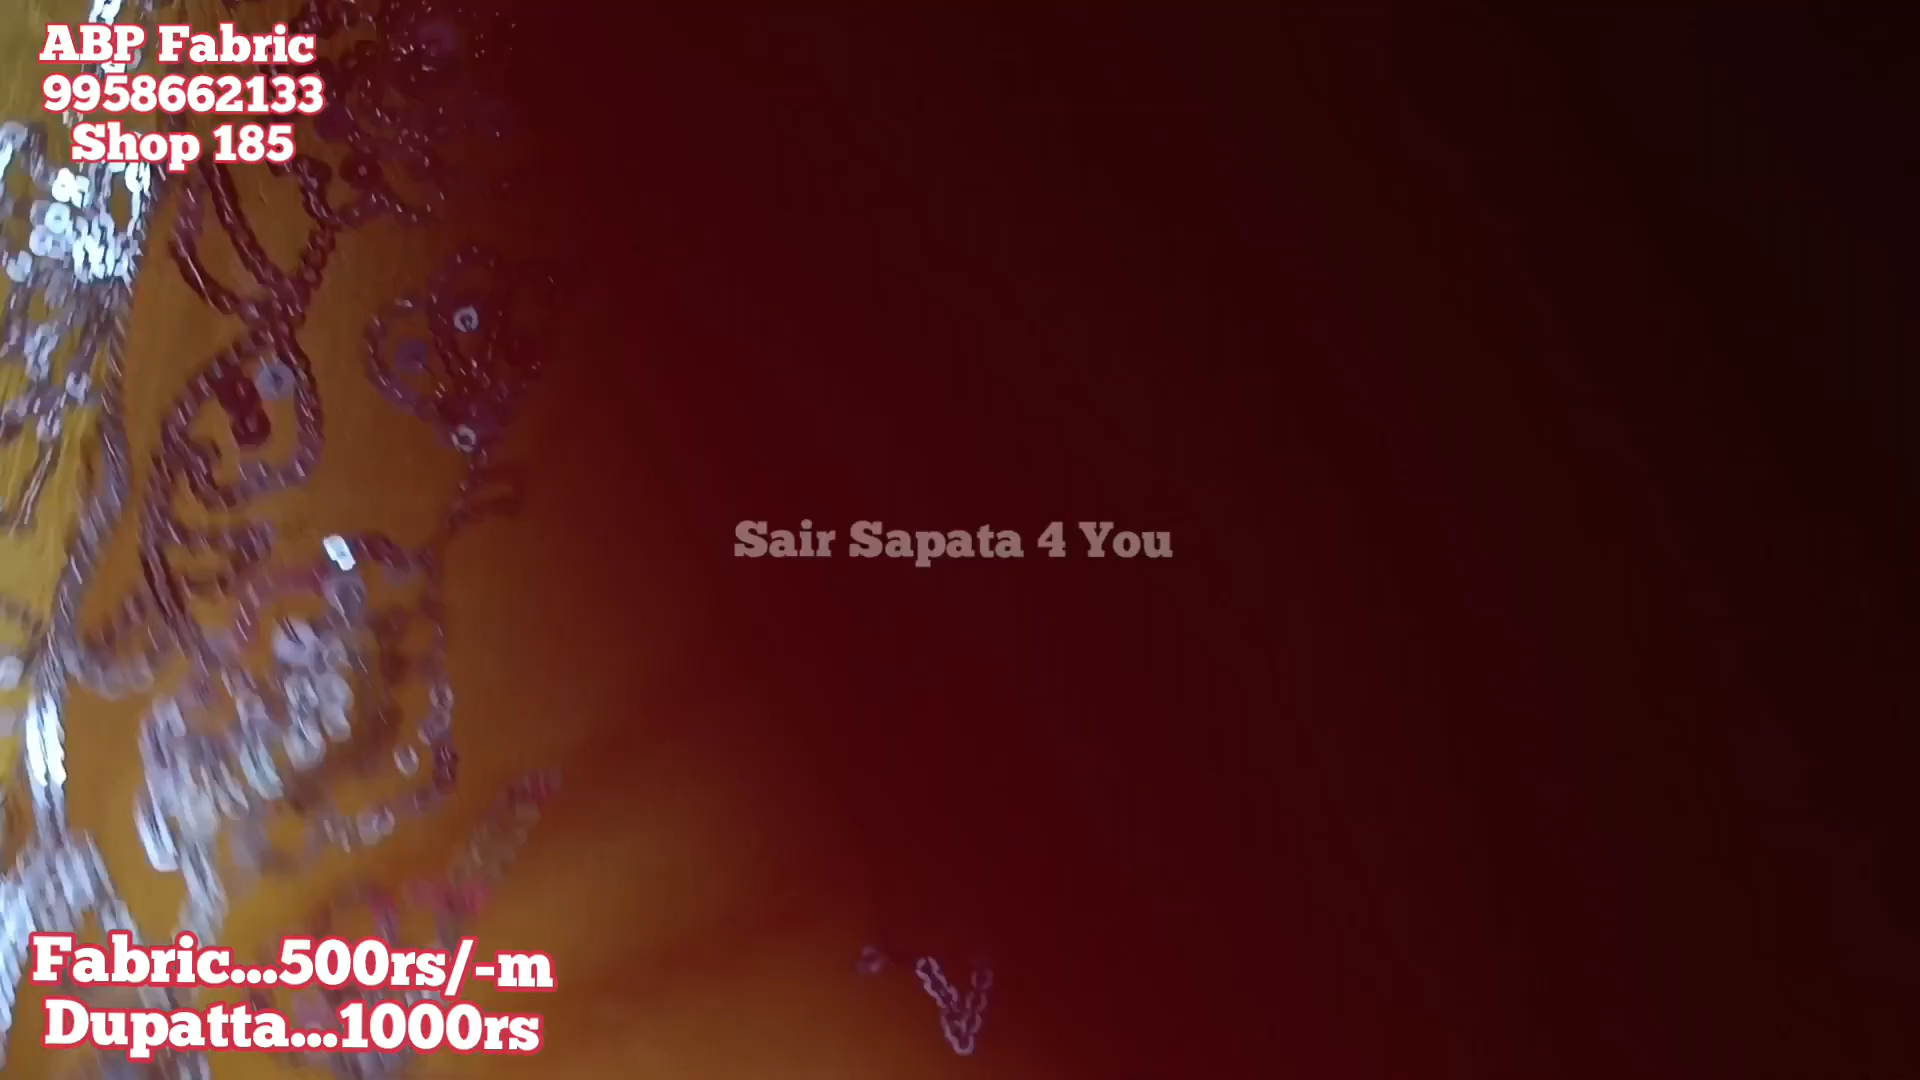 ABP Fabric
9958662133
Shop 185
Sair Sapata 4 You
Fabric...500rs/-m
Dupatta...1000rs